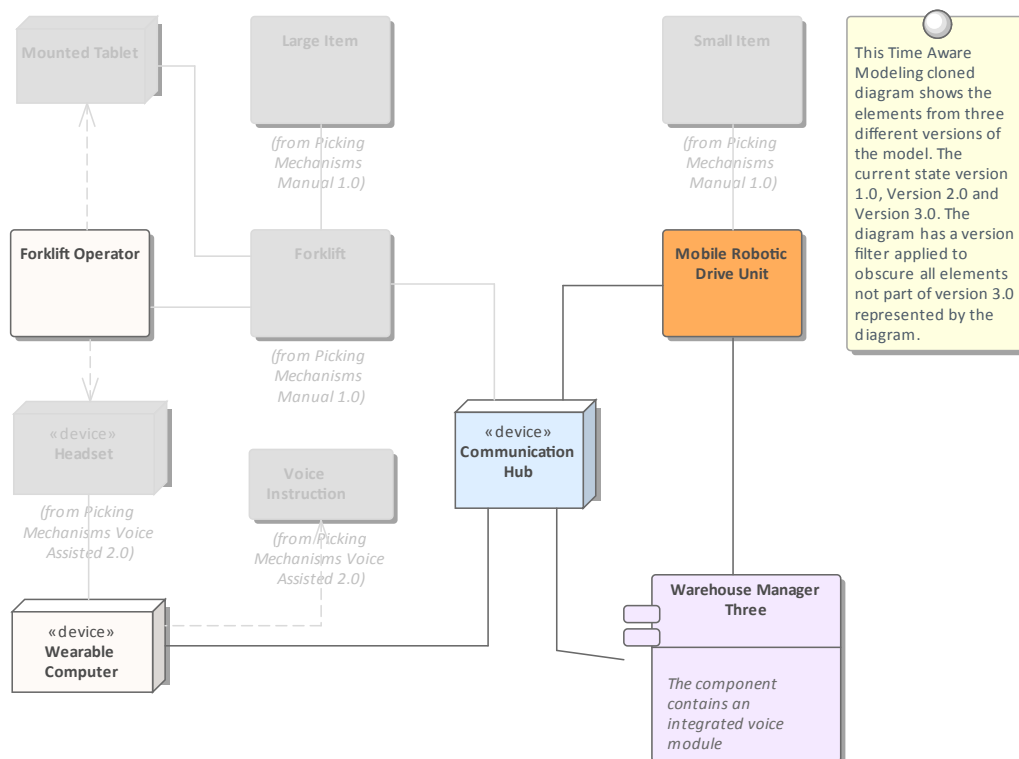 Mounted Tablet
Large Item
(from Picking
Mechanisms
Manual 1.0)
Small Item
(from Picking
Mechanisms
Manual 1.0)
This Time Aware
Modeling cloned
diagram shows the
elements from three
different versions of
the model. The
current state version
1.0, Version 2.0 and
Version 3.0. The
diagram has a version
filter applied to
obscure all elements
not part of version 3.0
represented by the
diagram.
Forklift Operator
Forklift
(from Picking
Mechanisms
Manual 1.0)
Mobile Robotic
Drive Unit
«device»
Headset
(from Picking
Mechanisms Voice
Assisted 2.0)
Voice
Instruction
(from Picking
Mechanisms Voice
Assisted 2.0)
«device»
Communication
Hub
«device»
Wearable
Computer
Warehouse Manager
Three
The component
contains an
integrated voice
module